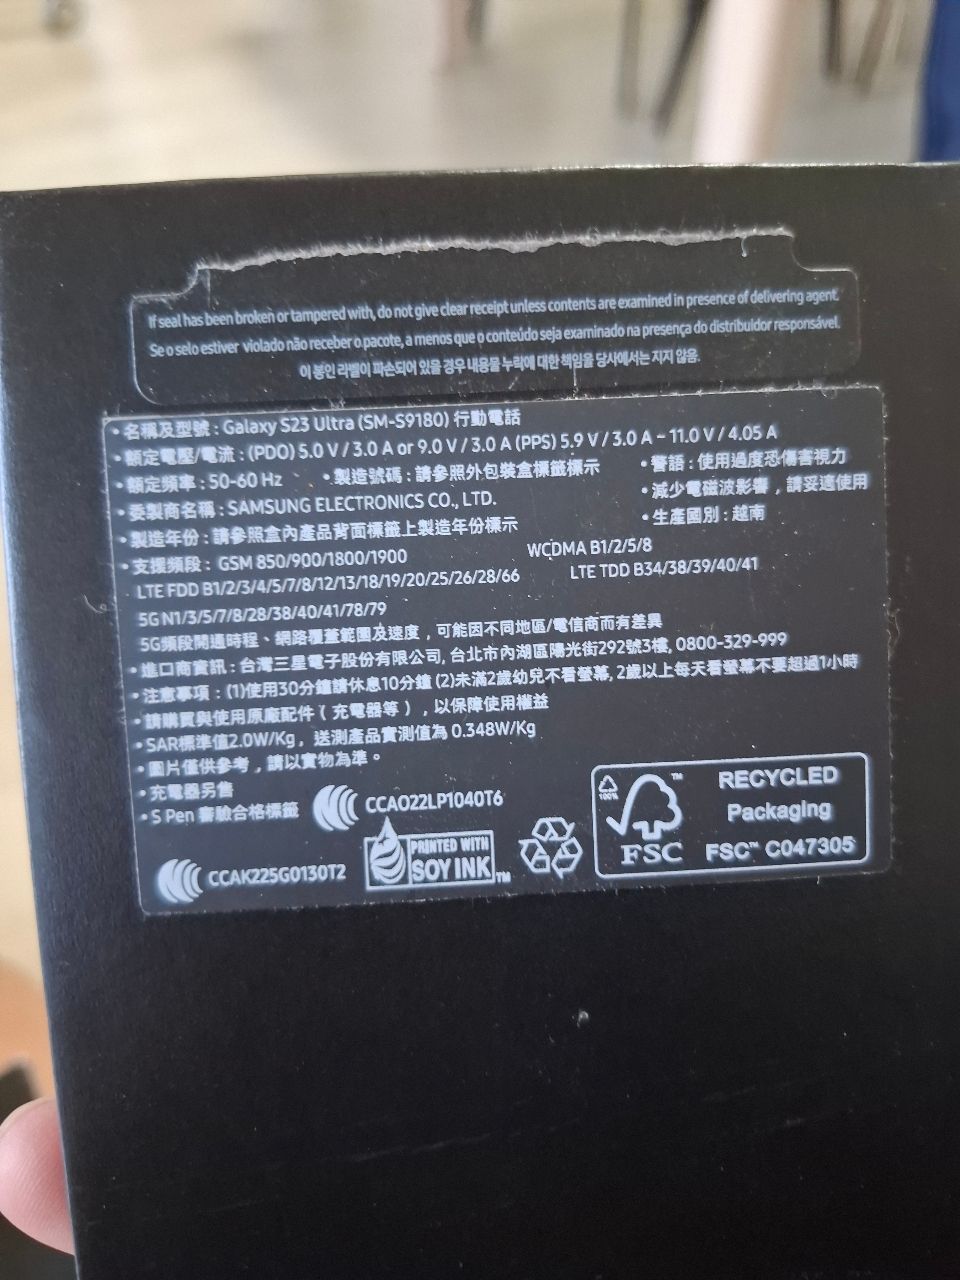 If seal has been broken or tampered with, do not give clear receipt unless contents are examined in presence of delivering agent.
Se o selo estiver violado não receber o pacote, a menos que o conteúdo seja examinado na presença do distribuidor responsável.
이 봉인 라벨이 파손되어 있을 경우 내용물 누락에 대한 책임을 당사에서는 지지 않음.
• 名稱及型號 : Galaxy S23 Ultra (SM-S9180) 行動電話
• 額定電壓/電流 : (PDO) 5.0 V / 3.0 A or 9.0 V / 3.0 A (PPS) 5.9 V / 3.0 A ~ 11.0 V / 4.05 A
• 額定頻率 : 50-60 Hz • 製造號碼 : 請參照外包裝盒標籤標示 • 警語 : 使用過度恐傷害視力
• 委製商名稱 : SAMSUNG ELECTRONICS CO., LTD. • 減少電磁波影響，請妥適使用
• 製造年份 : 請參照盒內產品背面標籤上製造年份標示 • 生產國別 : 越南
• 支援頻段 : GSM 850/900/1800/1900 WCDMA B1/2/5/8
LTE FDD B1/2/3/4/5/7/8/12/13/18/19/20/25/26/28/66 LTE TDD B34/38/39/40/41
5G N1/3/5/7/8/28/38/40/41/78/79
5G頻段開通時程、網路覆蓋範圍及速度，可能因不同地區/電信商而有差異
• 進口商資訊 : 台灣三星電子股份有限公司, 台北市內湖區陽光街292號3樓, 0800-329-999
• 注意事項 : (1)使用30分鐘請休息10分鐘 (2)未滿2歲幼兒不看螢幕, 2歲以上每天看螢幕不要超過1小時
• 請購買與使用原廠配件（充電器等），以保障使用權益
• SAR標準值2.0W/Kg，送測產品實測值為 0.348W/Kg
• 圖片僅供參考，請以實物為準。
• 充電器另售
• S Pen 審驗合格標籤 CCAO22LP1040T6
CCAK225G0130T2
PRINTED WITH
SOY INK™
100%
™
FSC
RECYCLED
Packaging
FSC™ C047305